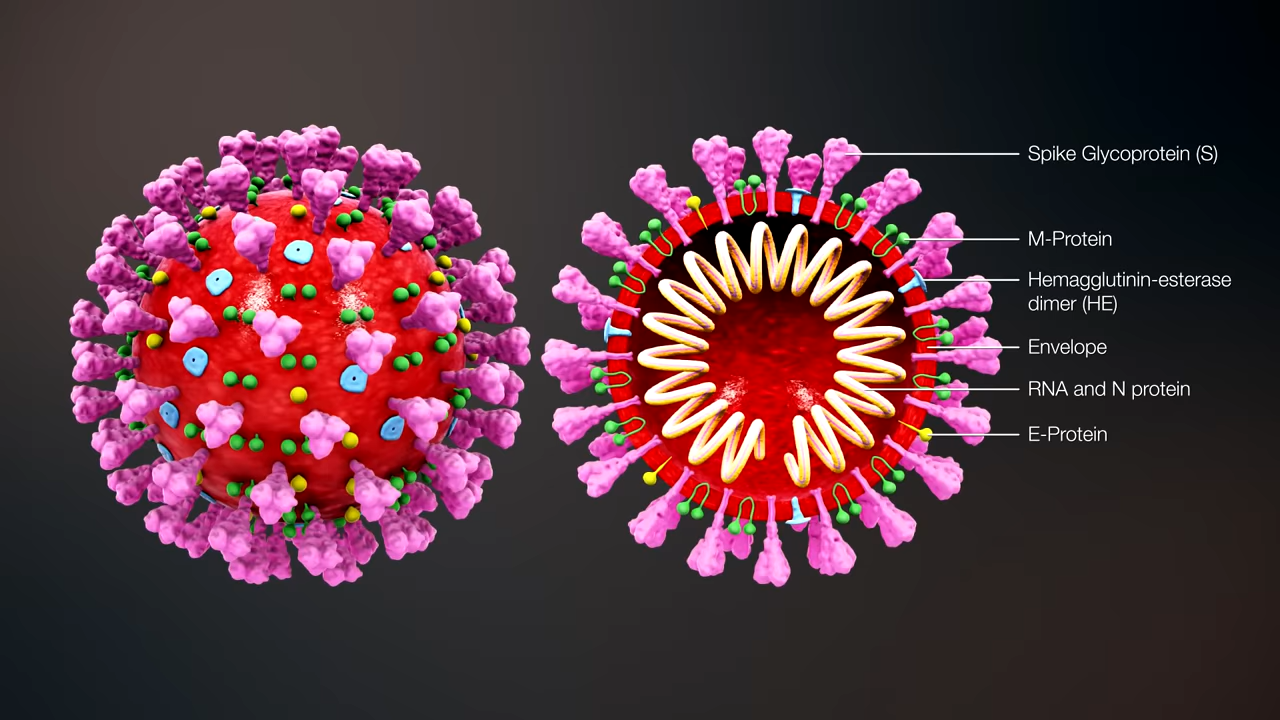 Spike Glycoprotein (S)
M-Protein
Hemagglutinin-esterase
dimer (HE)
Envelope
RNA and N protein
E-Protein